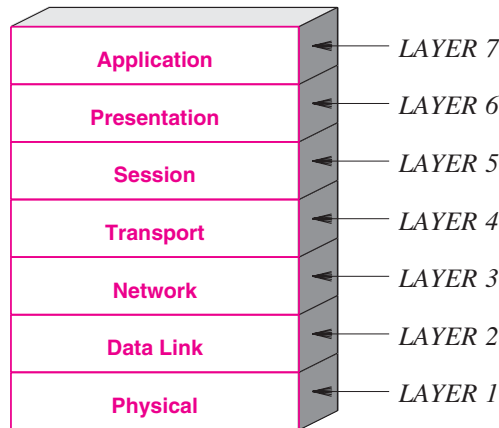 Application LAYER 7
Presentation LAYER 6
Session LAYER 5
Transport LAYER 4
Network LAYER 3
Data Link LAYER 2
Physical LAYER 1